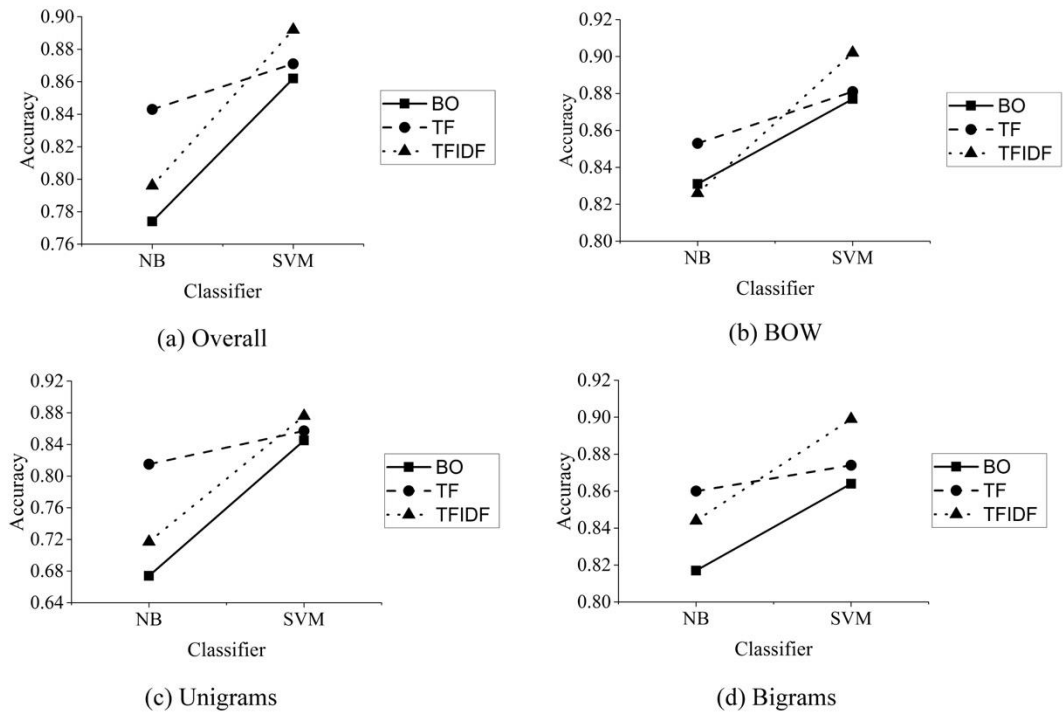 0.90
0.88
0.86
0.84
0.82
0.80
0.78
0.76
Accuracy
NB
SVM
Classifier
BO
TF
TFIDF
(a) Overall
0.92
0.90
0.88
0.86
0.84
0.82
0.80
Accuracy
NB
SVM
Classifier
BO
TF
TFIDF
(b) BOW
0.92
0.88
0.84
0.80
0.76
0.72
0.68
0.64
Accuracy
NB
SVM
Classifier
BO
TF
TFIDF
(c) Unigrams
0.92
0.90
0.88
0.86
0.84
0.82
0.80
Accuracy
NB
SVM
Classifier
BO
TF
TFIDF
(d) Bigrams